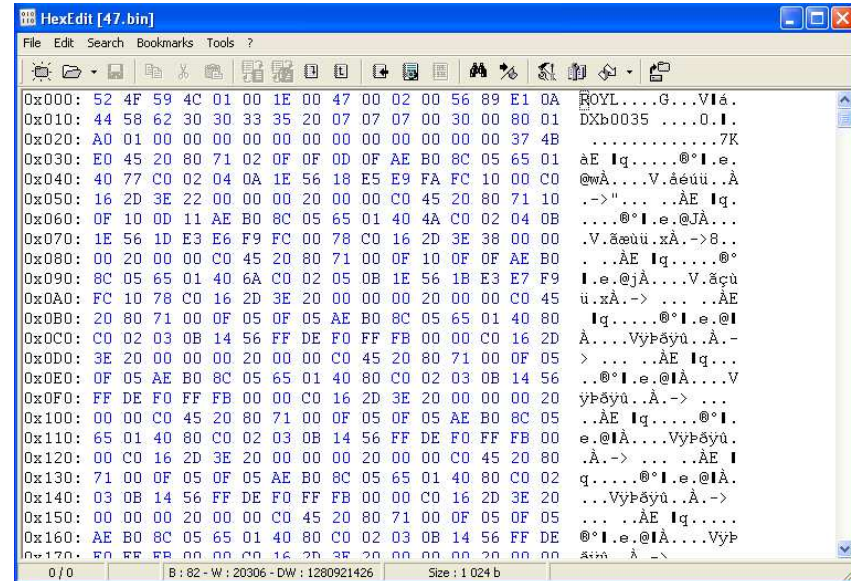 HexEdit [47.bin]
File Edit Search Bookmarks Tools ?
0x000: 52 4F 59 4C 01 00 1E 00 47 00 02 00 56 89 E1 0A ROYL....G...V‖á.
0x010: 44 58 62 30 30 33 35 20 07 07 07 00 30 00 80 01 DXb0035 ....0.‖.
0x020: A0 01 00 00 00 00 00 00 00 00 00 00 00 00 37 4B .............7K
0x030: E0 45 20 80 71 02 0F 0F 0D 0F AE B0 8C 05 65 01 àE ‖q.....®°‖.e.
0x040: 40 77 C0 02 04 0A 1E 56 18 E5 E9 FA FC 10 00 C0 @wÀ....V.åéúü..À
0x050: 16 2D 3E 22 00 00 00 20 00 00 C0 45 20 80 71 10 .->"... ..ÀE ‖q.
0x060: 0F 10 0D 11 AE B0 8C 05 65 01 40 4A C0 02 04 0B ....®°‖.e.@JÀ...
0x070: 1E 56 1D E3 E6 F9 FC 00 78 C0 16 2D 3E 38 00 00 .V.ãæùü.xÀ.->8..
0x080: 00 20 00 00 C0 45 20 80 71 00 0F 10 0F 0F AE B0 . ..ÀE ‖q.....®°
0x090: 8C 05 65 01 40 6A C0 02 05 0B 1E 56 1B E3 E7 F9 ‖.e.@jÀ....V.ãçù
0x0A0: FC 10 78 C0 16 2D 3E 20 00 00 00 20 00 00 C0 45 ü.xÀ.-> ... ..ÀE
0x0B0: 20 80 71 00 0F 05 0F 05 AE B0 8C 05 65 01 40 80 ‖q.....®°‖.e.@‖
0x0C0: C0 02 03 0B 14 56 FF DE F0 FF FB 00 00 C0 16 2D À....VÿÞðÿû..À.-
0x0D0: 3E 20 00 00 00 20 00 00 C0 45 20 80 71 00 0F 05 > ... ..ÀE ‖q...
0x0E0: 0F 05 AE B0 8C 05 65 01 40 80 C0 02 03 0B 14 56 ..®°‖.e.@‖À....V
0x0F0: FF DE F0 FF FB 00 00 C0 16 2D 3E 20 00 00 00 20 ÿÞðÿû..À.-> ...
0x100: 00 00 C0 45 20 80 71 00 0F 05 0F 05 AE B0 8C 05 ..ÀE ‖q.....®°‖.
0x110: 65 01 40 80 C0 02 03 0B 14 56 FF DE F0 FF FB 00 e.@‖À....VÿÞðÿû.
0x120: 00 C0 16 2D 3E 20 00 00 00 20 00 00 C0 45 20 80 .À.-> ... ..ÀE ‖
0x130: 71 00 0F 05 0F 05 AE B0 8C 05 65 01 40 80 C0 02 q.....®°‖.e.@‖À.
0x140: 03 0B 14 56 FF DE F0 FF FB 00 00 C0 16 2D 3E 20 ...VÿÞðÿû..À.->
0x150: 00 00 00 20 00 00 C0 45 20 80 71 00 0F 05 0F 05 ... ..ÀE ‖q.....
0x160: AE B0 8C 05 65 01 40 80 C0 02 03 0B 14 56 FF DE ®°‖.e.@‖À....VÿÞ
0x170: F0 FF FB 00 00 C0 16 2D 3E 20 00 00 00 20 00 00
0 / 0 B : 82 - W : 20306 - DW : 1280921426 Size : 1 024 b